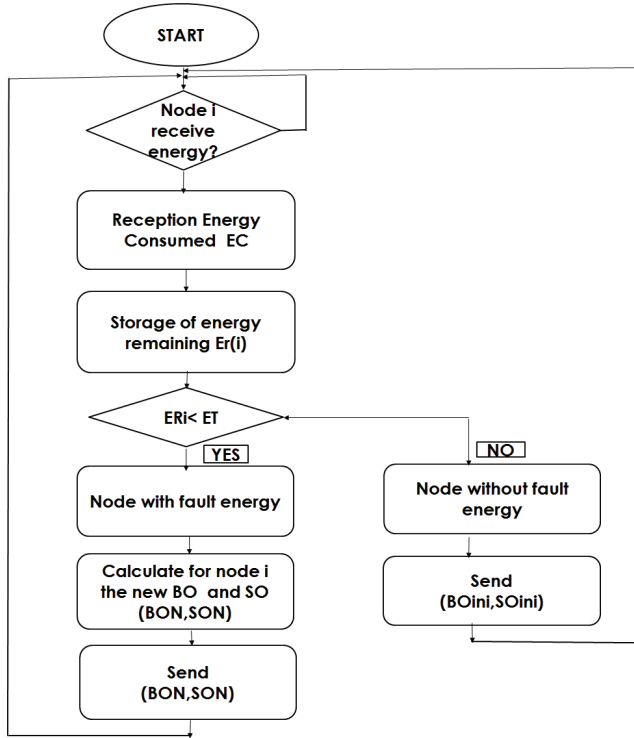 START
Node i
receive
energy?
Reception Energy
Consumed EC
Storage of energy
remaining Er(i)
ERi< ET
YES
NO
Node with fault energy
Node without fault
energy
Calculate for node i
the new BO and SO
(BON,SON)
Send
(BOini,SOini)
Send
(BON,SON)